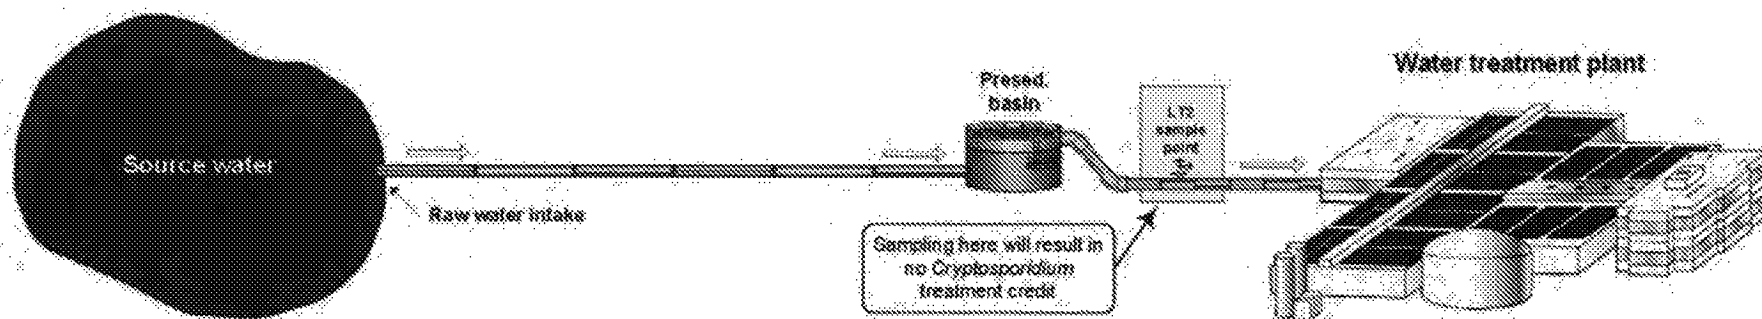 Water treatment plant
Presed.
basin
LT2
sample
point
Source water
Raw water intake
Sampling here will result in
no Cryptosporidium
treatment credit